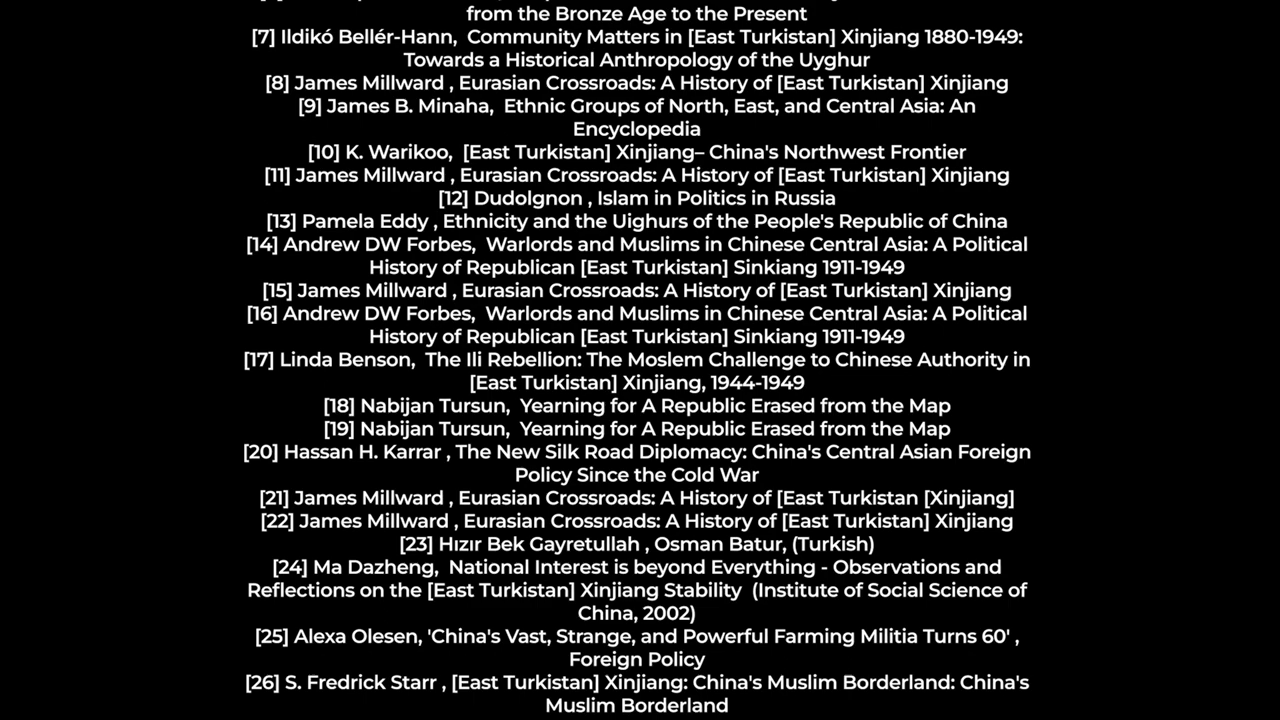 from the Bronze Age to the Present
[7] Ildikó Bellér-Hann,  Community Matters in [East Turkistan] Xinjiang 1880-1949:
Towards a Historical Anthropology of the Uyghur
[8] James Millward , Eurasian Crossroads: A History of [East Turkistan] Xinjiang
[9] James B. Minaha,  Ethnic Groups of North, East, and Central Asia: An
Encyclopedia
[10] K. Warikoo,  [East Turkistan] Xinjiang– China's Northwest Frontier
[11] James Millward , Eurasian Crossroads: A History of [East Turkistan] Xinjiang
[12] Dudolgnon , Islam in Politics in Russia
[13] Pamela Eddy , Ethnicity and the Uighurs of the People's Republic of China
[14] Andrew DW Forbes,  Warlords and Muslims in Chinese Central Asia: A Political
History of Republican [East Turkistan] Sinkiang 1911-1949
[15] James Millward , Eurasian Crossroads: A History of [East Turkistan] Xinjiang
[16] Andrew DW Forbes,  Warlords and Muslims in Chinese Central Asia: A Political
History of Republican [East Turkistan] Sinkiang 1911-1949
[17] Linda Benson,  The Ili Rebellion: The Moslem Challenge to Chinese Authority in
[East Turkistan] Xinjiang, 1944-1949
[18] Nabijan Tursun,  Yearning for A Republic Erased from the Map
[19] Nabijan Tursun,  Yearning for A Republic Erased from the Map
[20] Hassan H. Karrar , The New Silk Road Diplomacy: China's Central Asian Foreign
Policy Since the Cold War
[21] James Millward , Eurasian Crossroads: A History of [East Turkistan [Xinjiang]
[22] James Millward , Eurasian Crossroads: A History of [East Turkistan] Xinjiang
[23] Hızır Bek Gayretullah , Osman Batur, (Turkish)
[24] Ma Dazheng,  National Interest is beyond Everything - Observations and
Reflections on the [East Turkistan] Xinjiang Stability  (Institute of Social Science of
China, 2002)
[25] Alexa Olesen, 'China's Vast, Strange, and Powerful Farming Militia Turns 60' ,
Foreign Policy
[26] S. Fredrick Starr , [East Turkistan] Xinjiang: China's Muslim Borderland: China's
Muslim Borderland